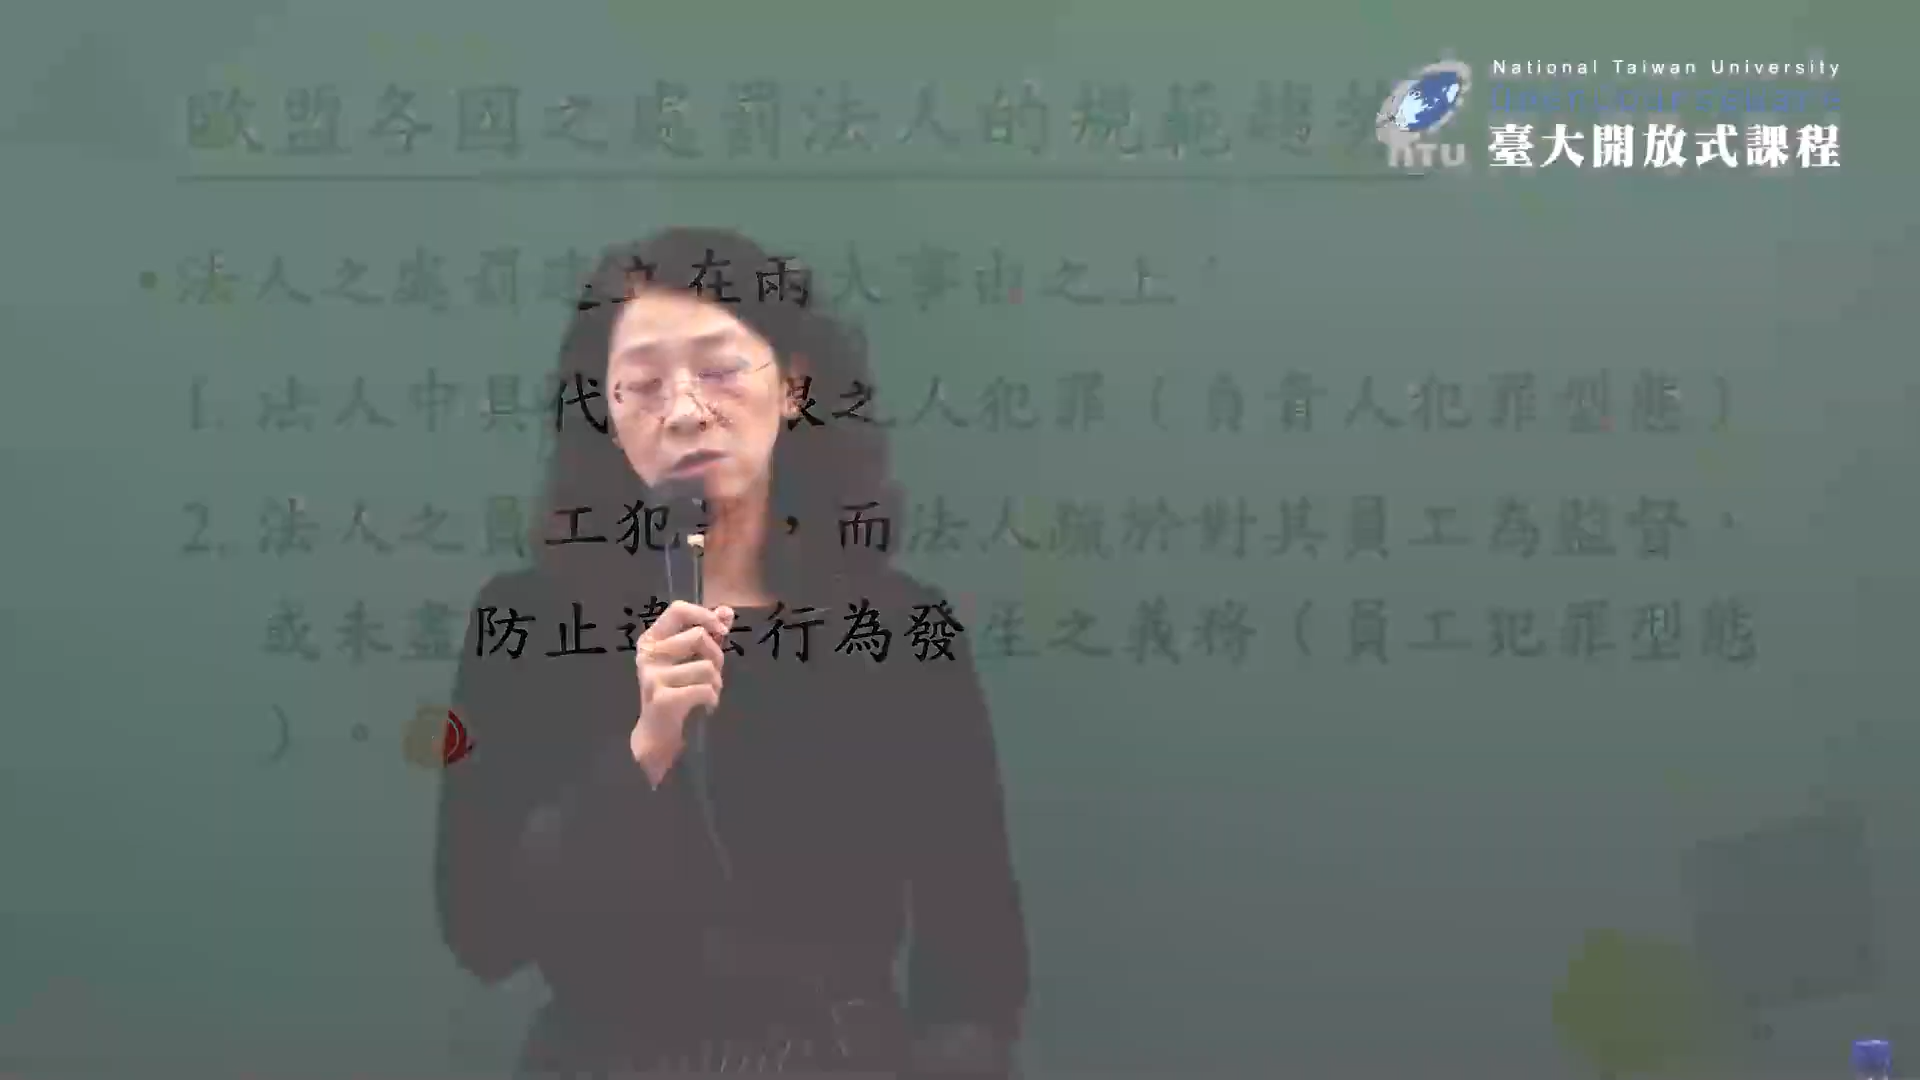 National Taiwan University
OpenCourseWare
臺大開放式課程
NTU
歐盟各國之處罰法人的規範趨勢
•法人之處罰建立在兩大事由之上：
1. 法人中具代 限之人犯罪（負責人犯罪型態）
2. 法人之員工犯 ，而法人疏於對其員工為監督，
或未盡防止違法行為發生之義務（員工犯罪型態
）。